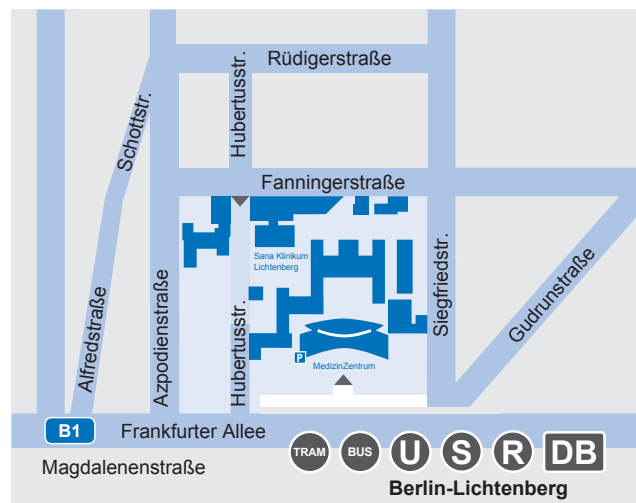 Rüdigerstraße
Hubertusstr.
Schottstr.
Fanningerstraße
Sana Klinikum
Lichtenberg
Siegfriedstr.
Gudrunstraße
Alfredstraße
Azpodienstraße
Hubertusstr.
P
MedizinZentrum
B1 Frankfurter Allee
TRAM BUS U S R DB
Magdalenenstraße
Berlin-Lichtenberg